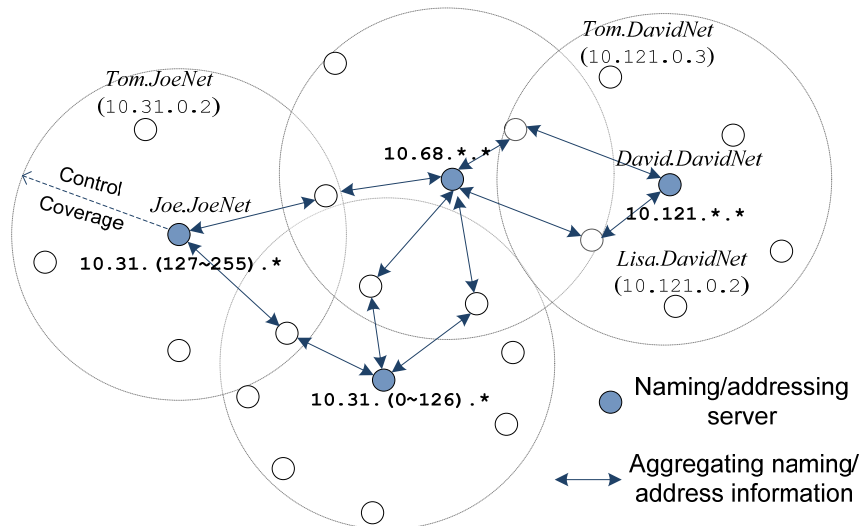 Tom.DavidNet
(10.121.0.3)
Tom.JoeNet
(10.31.0.2)
10.68.*.*
David.DavidNet
Control
Coverage
Joe.JoeNet
10.121.*.*
10.31.(127~255).*
Lisa.DavidNet
(10.121.0.2)
10.31.(0~126).*
Naming/addressing
server
Aggregating naming/
address information